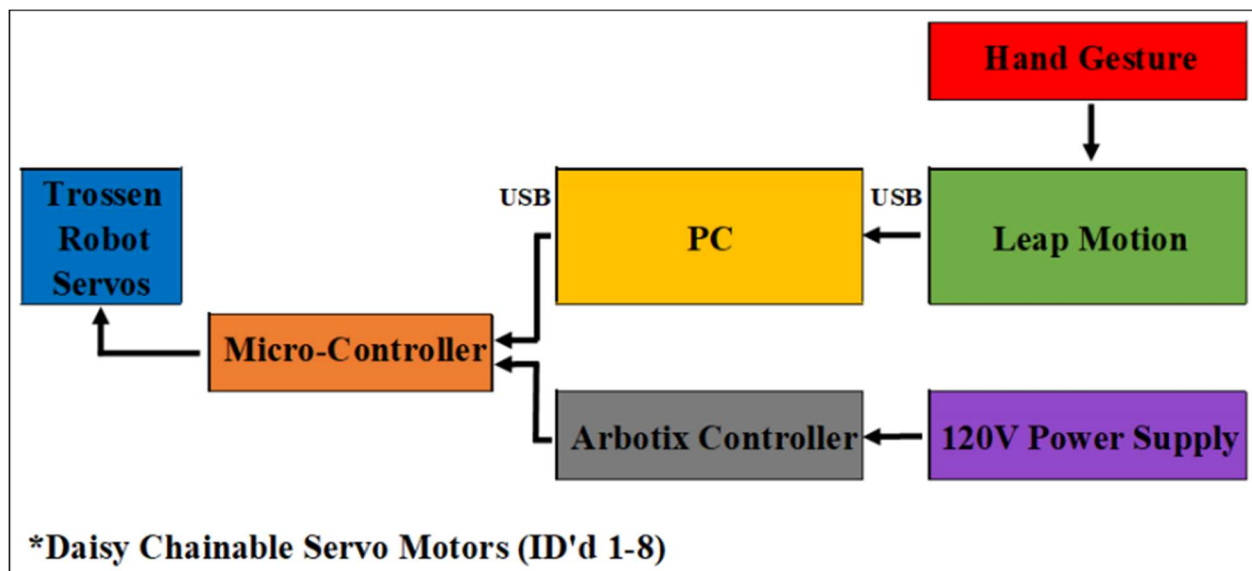 Hand Gesture
Trossen
Robot
Servos
USB
PC
USB
Leap Motion
Micro-Controller
Arbotix Controller
120V Power Supply
*Daisy Chainable Servo Motors (ID'd 1-8)